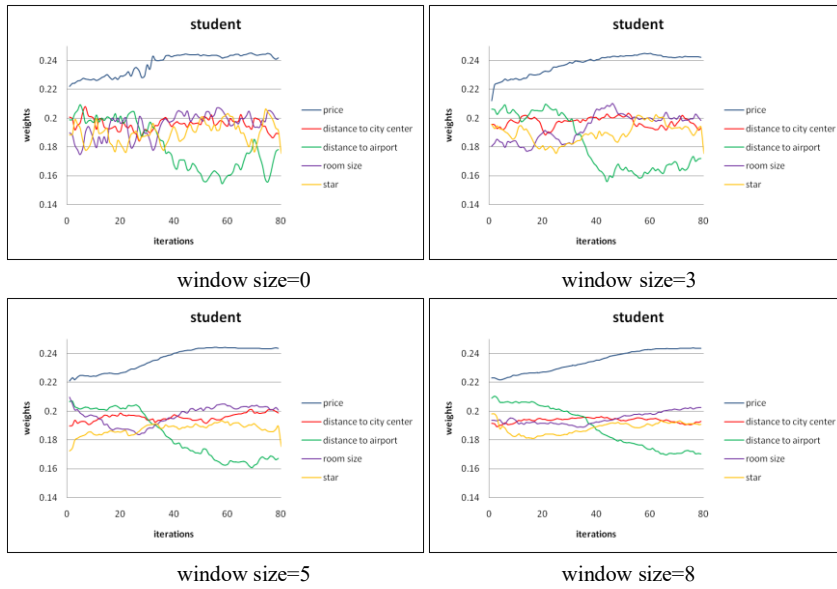 student
0.24
0.22
0.2
0.18
0.16
0.14
weights
0 20 40 60 80
iterations
price
distance to city center
distance to airport
room size
star
window size=0
student
0.24
0.22
0.2
0.18
0.16
0.14
weights
0 20 40 60 80
iterations
price
distance to city center
distance to airport
room size
star
window size=3
student
0.24
0.22
0.2
0.18
0.16
0.14
weights
0 20 40 60 80
iterations
price
distance to city center
distance to airport
room size
star
window size=5
student
0.24
0.22
0.2
0.18
0.16
0.14
weights
0 20 40 60 80
iterations
price
distance to city center
distance to airport
room size
star
window size=8